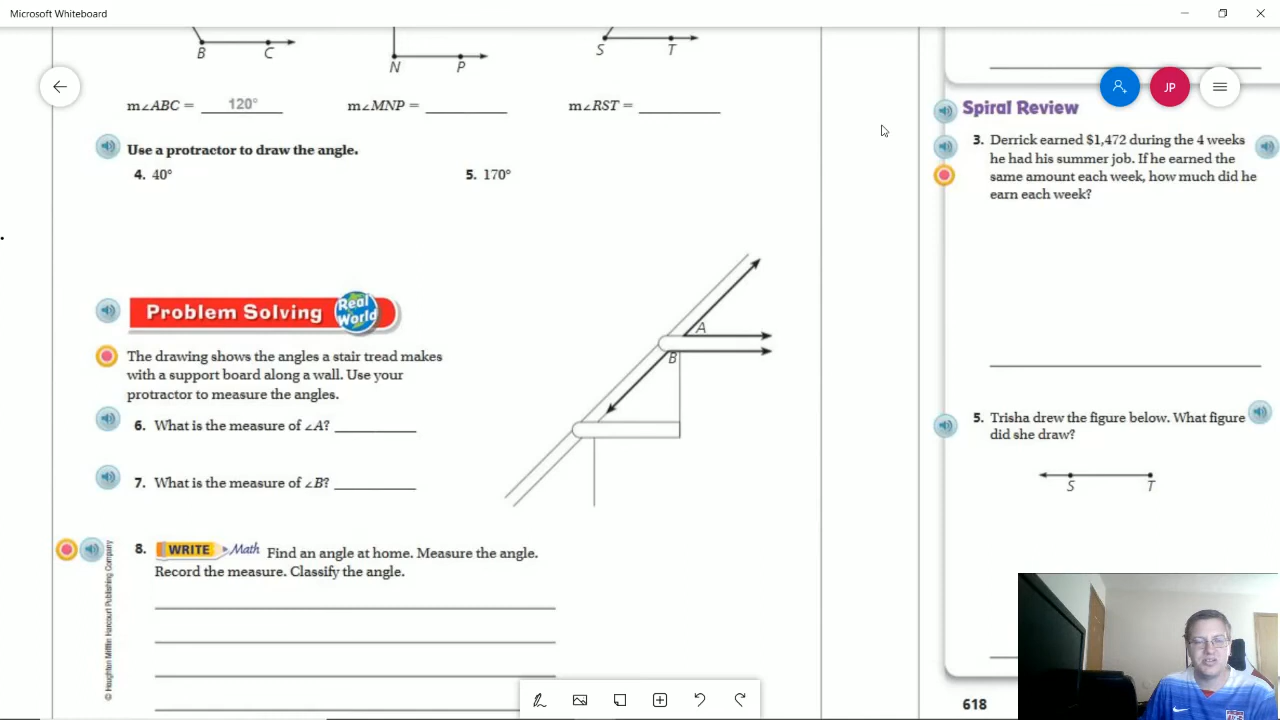 Microsoft Whiteboard
B C
N P
S T
m∠ABC = 120°
m∠MNP =
m∠RST =
Use a protractor to draw the angle.
4. 40°
5. 170°
Problem Solving Real World
The drawing shows the angles a stair tread makes
with a support board along a wall. Use your
protractor to measure the angles.
6. What is the measure of ∠A?
7. What is the measure of ∠B?
A
B
8. WRITE Math Find an angle at home. Measure the angle.
Record the measure. Classify the angle.
© Houghton Mifflin Harcourt Publishing Company
JP
Spiral Review
3. Derrick earned $1,472 during the 4 weeks
he had his summer job. If he earned the
same amount each week, how much did he
earn each week?
5. Trisha drew the figure below. What figure
did she draw?
S T
618